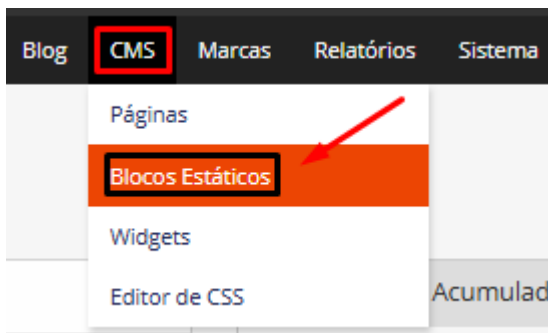 Blog CMS Marcas Relatórios Sistema
Páginas
Blocos Estáticos
Widgets
Editor de CSS
Acumulad